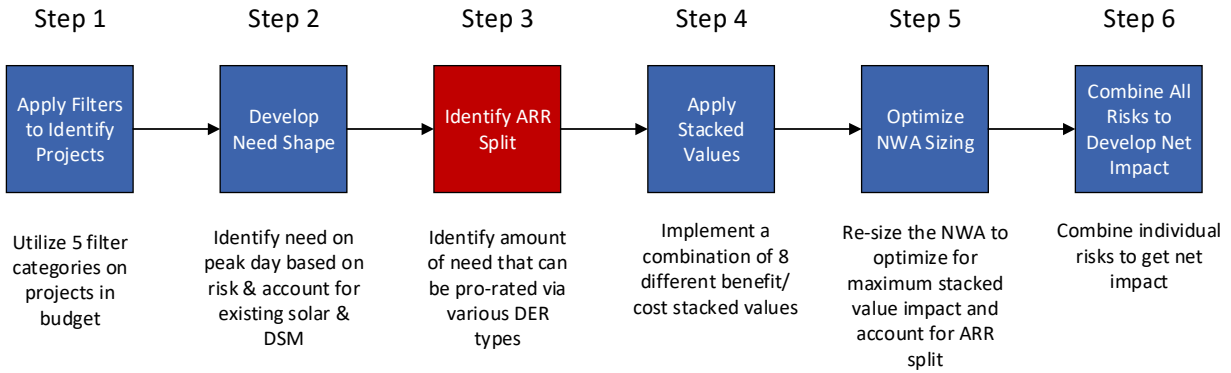 Step 1
Step 2
Step 3
Step 4
Step 5
Step 6
Apply Filters
to Identify
Projects
Develop
Need Shape
Identify ARR
Split
Apply
Stacked
Values
Optimize
NWA Sizing
Combine All
Risks to
Develop Net
Impact
Utilize 5 filter
categories on
projects in
budget
Identify need on
peak day based on
risk & account for
existing solar &
DSM
Identify amount
of need that can
be pro-rated via
various DER
types
Implement a
combination of 8
different benefit/
cost stacked values
Re-size the NWA to
optimize for
maximum stacked
value impact and
account for ARR
split
Combine individual
risks to get net
impact